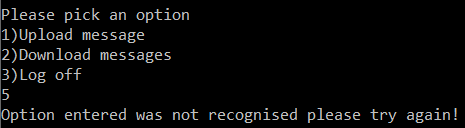 Please pick an option
1)Upload message
2)Download messages
3)Log off
5
Option entered was not recognised please try again!